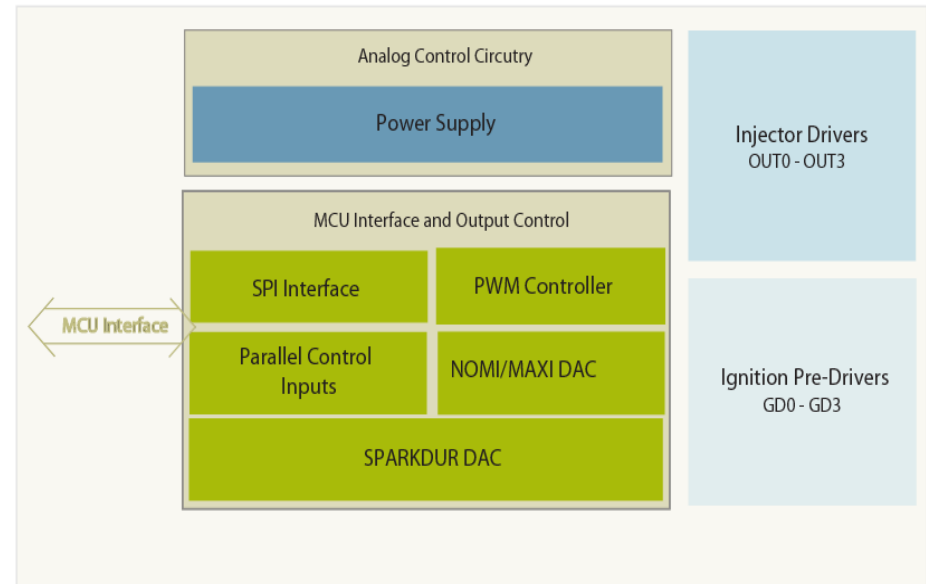 Analog Control Circutry
Power Supply
MCU Interface and Output Control
SPI Interface
PWM Controller
Parallel Control
Inputs
NOMI/MAXI DAC
SPARKDUR DAC
MCU Interface
Injector Drivers
OUT0 - OUT3
Ignition Pre-Drivers
GD0 - GD3